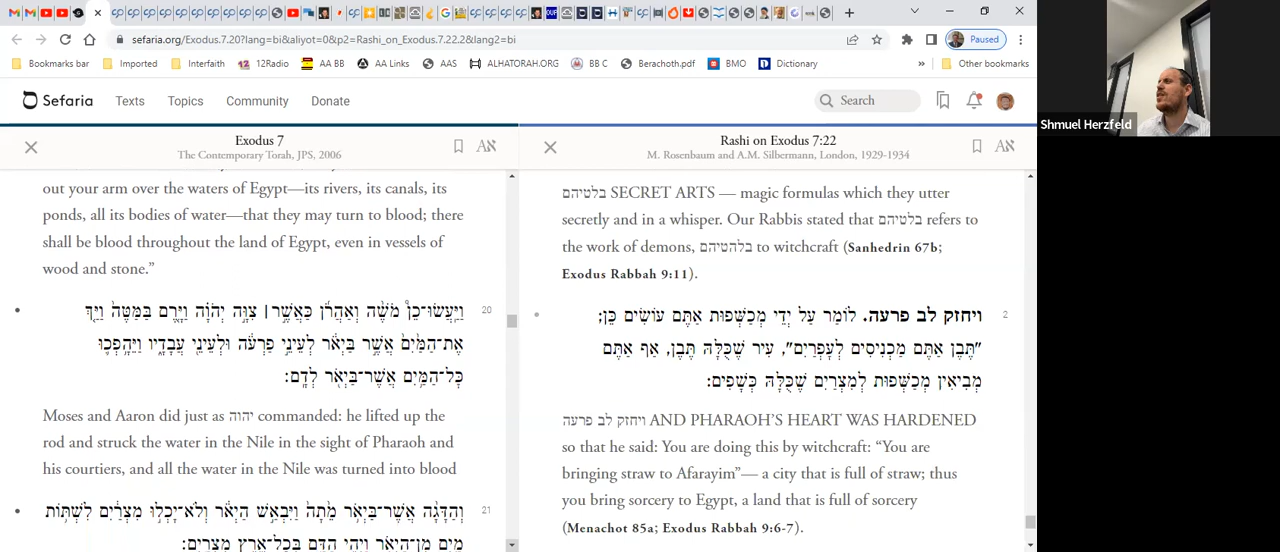 sefaria.org/Exodus.7.20?lang=bi&aliyot=0&p2=Rashi_on_Exodus.7.22.2&lang2=bi
Paused
Bookmarks bar
Imported
Interfaith
12Radio
AA BB
AA Links
AAS
ALHATORAH.ORG
BB C
Berachoth.pdf
BMO
Dictionary
»
Other bookmarks
Sefaria
Texts
Topics
Community
Donate
Search
Exodus 7
The Contemporary Torah, JPS, 2006
out your arm over the waters of Egypt—its rivers, its canals, its
ponds, all its bodies of water—that they may turn to blood; there
shall be blood throughout the land of Egypt, even in vessels of
wood and stone.”
20
וַיַּֽעֲשׂוּ־כֵן֩ מֹשֶׁ֨ה וְאַהֲרֹ֜ן כַּאֲשֶׁ֣ר ׀ צִוָּ֣ה יְהֹוָ֗ה וַיָּ֤רֶם בַּמַּטֶּה֙ וַיַּ֤ךְ
אֶת־הַמַּ֙יִם֙ אֲשֶׁ֣ר בַּיְאֹ֔ר לְעֵינֵ֣י פַרְעֹ֔ה וּלְעֵינֵ֖י עֲבָדָ֑יו וַיֵּהָֽפְכ֛וּ
כׇּל־הַמַּ֥יִם אֲשֶׁר־בַּיְאֹ֖ר לְדָֽם׃
Moses and Aaron did just as יהוה commanded: he lifted up the
rod and struck the water in the Nile in the sight of Pharaoh and
his courtiers, and all the water in the Nile was turned into blood
21
וְהַדָּגָ֨ה אֲשֶׁר־בַּיְאֹ֥ר מֵ֙תָה֙ וַיִּבְאַ֣שׁ הַיְאֹ֔ר וְלֹא־יָכְל֣וּ מִצְרַ֔יִם לִשְׁתּ֥וֹת
מַ֖יִם מִן־הַיְאֹ֑ר וַיְהִ֥י הַדָּ֖ם בְּכׇל־אֶ֥רֶץ מִצְרָֽיִם׃
Rashi on Exodus 7:22
M. Rosenbaum and A.M. Silbermann, London, 1929-1934
בלטיהם SECRET ARTS — magic formulas which they utter
secretly and in a whisper. Our Rabbis stated that בלטיהם refers to
the work of demons, בלהטיהם to witchcraft (Sanhedrin 67b;
Exodus Rabbah 9:11).
2
ויחזק לב פרעה. לוֹמַר עַל יְדֵי מְכַשְּׁפוּת אַתֶּם עוֹשִׂים כֵּן;
"תֶּבֶן אַתֶּם מַכְנִיסִים לְעָפְרַיִם", עִיר שֶׁכֻּלָּהּ תֶּבֶן, אַף אַתֶּם
מְבִיאִין מְכַשְּׁפוּת לְמִצְרַיִם שֶׁכֻּלָּהּ כְּשָׁפִים:
ויחזק לב פרעה AND PHARAOH’S HEART WAS HARDENED
so that he said: You are doing this by witchcraft: “You are
bringing straw to Afarayim”— a city that is full of straw; thus
you bring sorcery to Egypt, a land that is full of sorcery
(Menachot 85a; Exodus Rabbah 9:6-7).
Shmuel Herzfeld